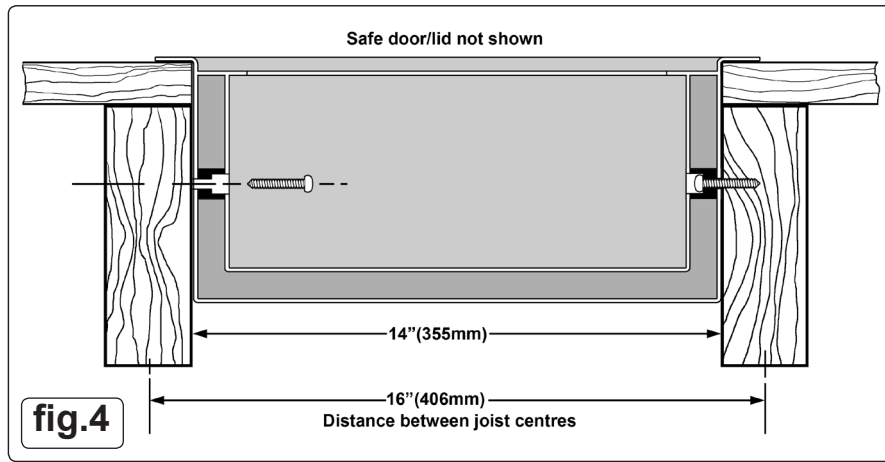 Safe door/lid not shown
14”(355mm)
16”(406mm)
Distance between joist centres
fig.4